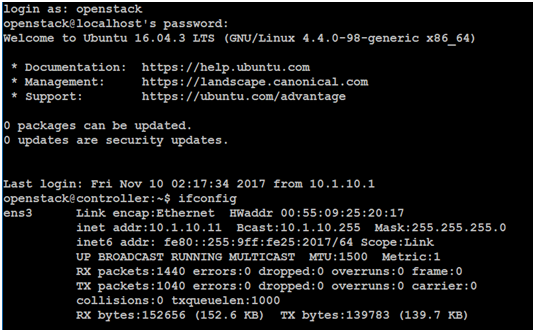 login as: openstack
openstack@localhost's password:
Welcome to Ubuntu 16.04.3 LTS (GNU/Linux 4.4.0-98-generic x86_64)
* Documentation: https://help.ubuntu.com
* Management: https://landscape.canonical.com
* Support: https://ubuntu.com/advantage
0 packages can be updated.
0 updates are security updates.
Last login: Fri Nov 10 02:17:34 2017 from 10.1.10.1
openstack@controller:~$ ifconfig
ens3 Link encap:Ethernet HWaddr 00:55:09:25:20:17
inet addr:10.1.10.11 Bcast:10.1.10.255 Mask:255.255.255.0
inet6 addr: fe80::255:9ff:fe25:2017/64 Scope:Link
UP BROADCAST RUNNING MULTICAST MTU:1500 Metric:1
RX packets:1440 errors:0 dropped:0 overruns:0 frame:0
TX packets:1040 errors:0 dropped:0 overruns:0 carrier:0
collisions:0 txqueuelen:1000
RX bytes:152656 (152.6 KB) TX bytes:139783 (139.7 KB)